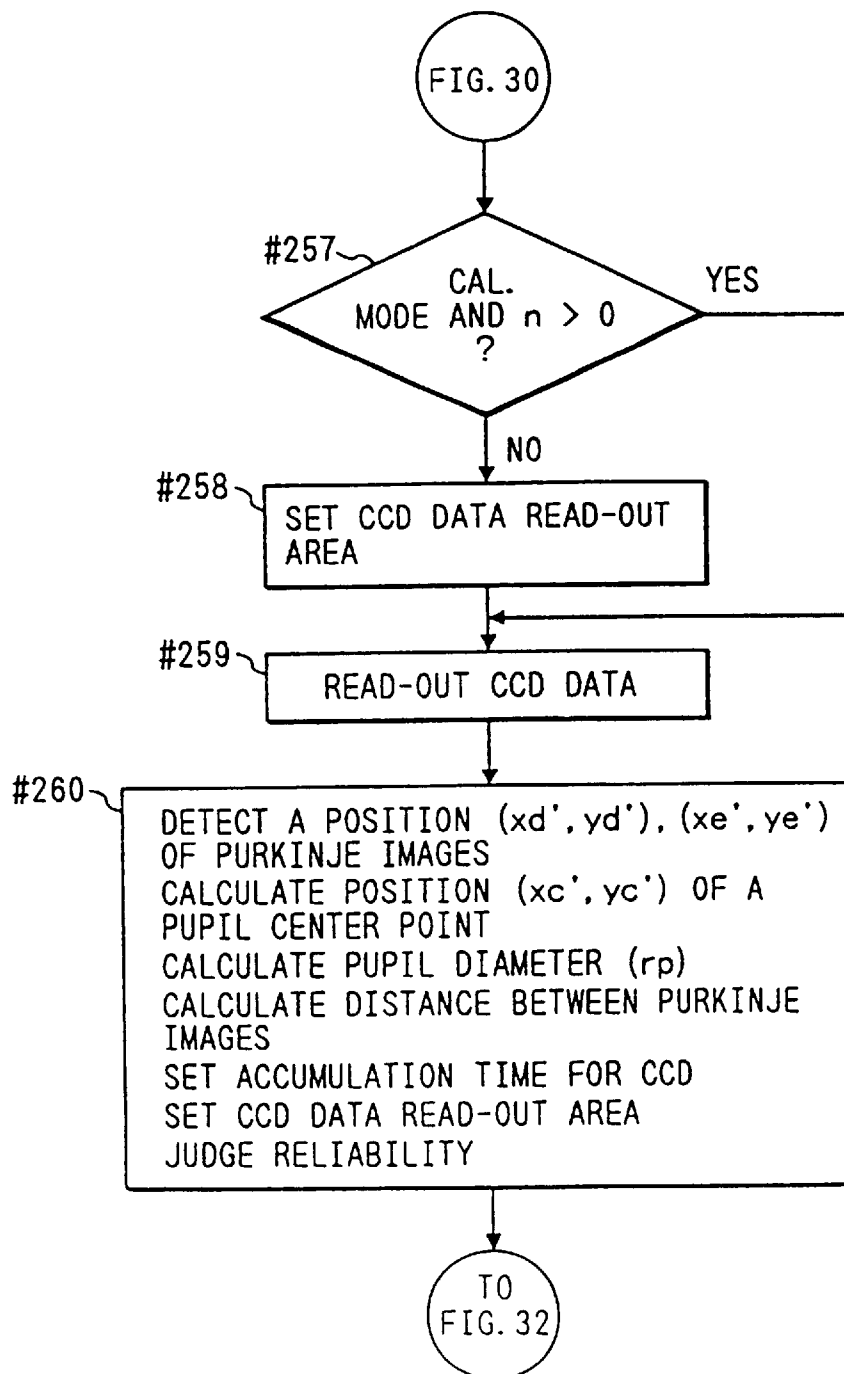 FIG. 30
#257
CAL.
MODE AND n > 0
?
YES
NO
#258
SET CCD DATA READ-OUT
AREA
#259
READ-OUT CCD DATA
#260
DETECT A POSITION (xd', yd'), (xe', ye')
OF PURKINJE IMAGES
CALCULATE POSITION (xc', yc') OF A
PUPIL CENTER POINT
CALCULATE PUPIL DIAMETER (rp)
CALCULATE DISTANCE BETWEEN PURKINJE
IMAGES
SET ACCUMULATION TIME FOR CCD
SET CCD DATA READ-OUT AREA
JUDGE RELIABILITY
TO
FIG. 32